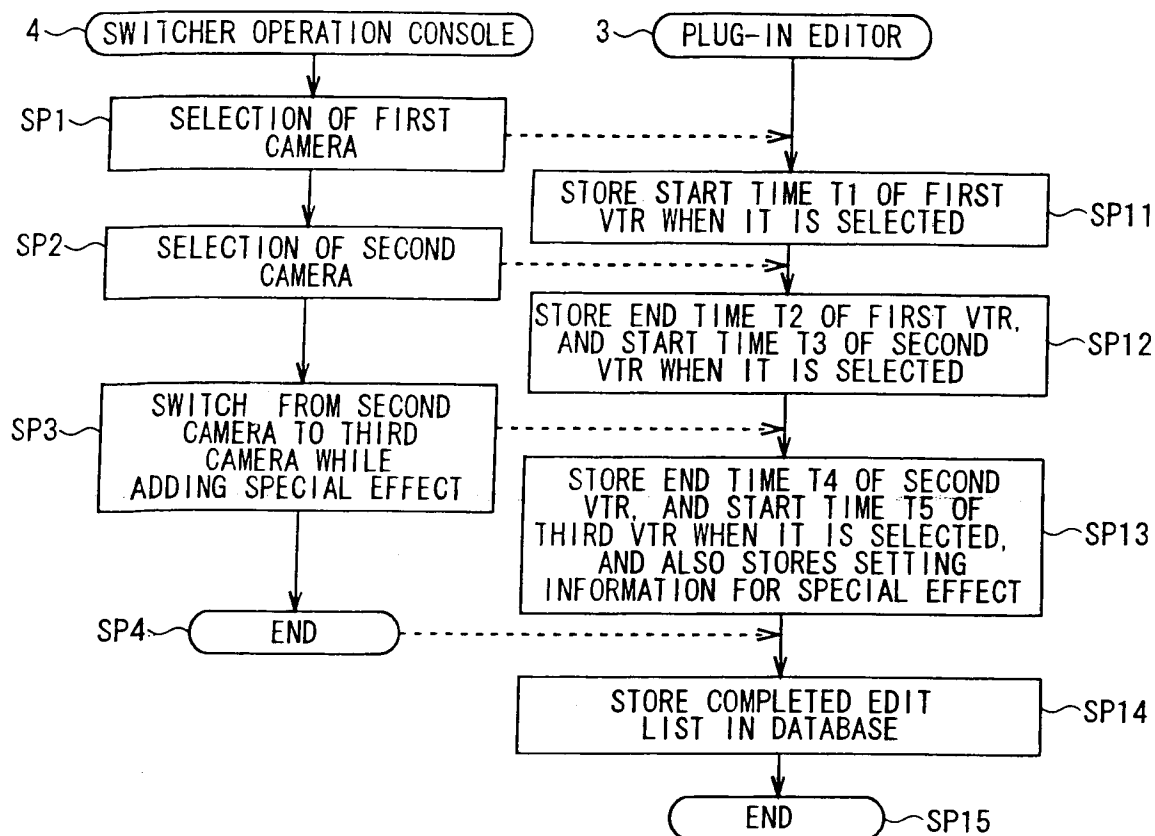 4 SWITCHER OPERATION CONSOLE
SP1 SELECTION OF FIRST
CAMERA
SP2 SELECTION OF SECOND
CAMERA
SP3 SWITCH FROM SECOND
CAMERA TO THIRD
CAMERA WHILE
ADDING SPECIAL EFFECT
SP4 END
3 PLUG-IN EDITOR
STORE START TIME T1 OF FIRST
VTR WHEN IT IS SELECTED
SP11
STORE END TIME T2 OF FIRST VTR,
AND START TIME T3 OF SECOND
VTR WHEN IT IS SELECTED
SP12
STORE END TIME T4 OF SECOND
VTR, AND START TIME T5 OF
THIRD VTR WHEN IT IS SELECTED,
AND ALSO STORES SETTING
INFORMATION FOR SPECIAL EFFECT
SP13
STORE COMPLETED EDIT
LIST IN DATABASE
SP14
END
SP15